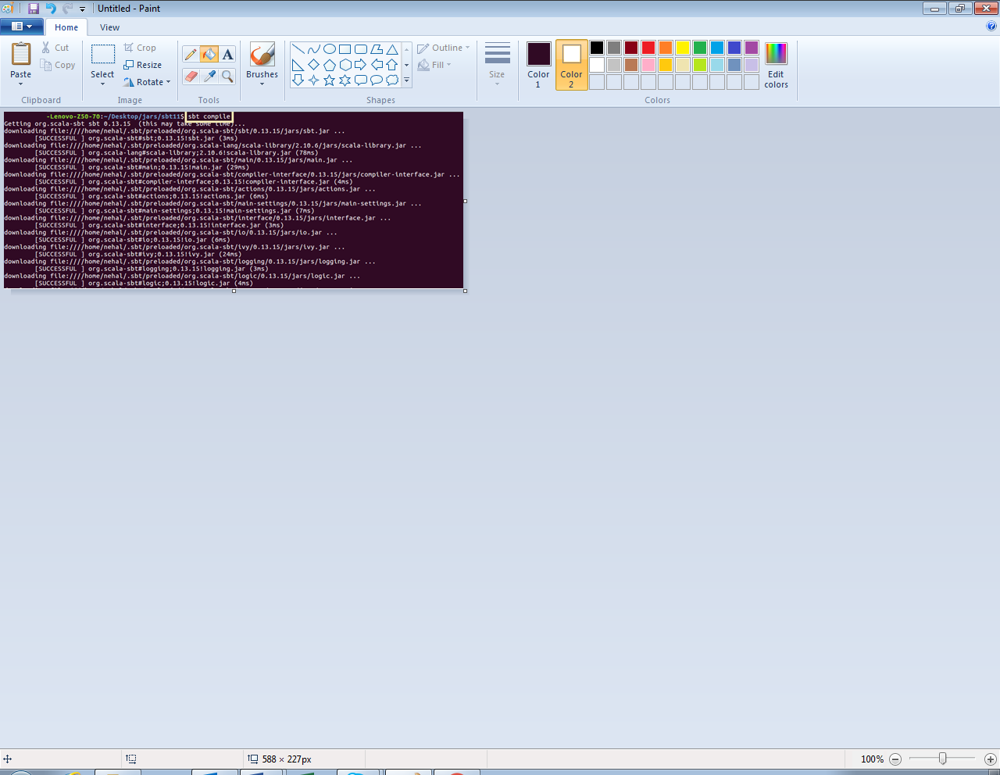 Untitled - Paint
Home
View
Paste
Cut
Copy
Clipboard
Select
Crop
Resize
Rotate
Image
Tools
Brushes
Shapes
Outline
Fill
Size
Color
1
Color
2
Edit
colors
Colors
-Lenovo-Z50-70:~/Desktop/jars/sbt11$ sbt compile
Getting org.scala-sbt sbt 0.13.15  (this may take some time)...
downloading file:////home/nehal/.sbt/preloaded/org.scala-sbt/sbt/0.13.15/jars/sbt.jar ...
[SUCCESSFUL ] org.scala-sbt#sbt;0.13.15!sbt.jar (3ms)
downloading file:////home/nehal/.sbt/preloaded/org.scala-lang/scala-library/2.10.6/jars/scala-library.jar ...
[SUCCESSFUL ] org.scala-lang#scala-library;2.10.6!scala-library.jar (78ms)
downloading file:////home/nehal/.sbt/preloaded/org.scala-sbt/main/0.13.15/jars/main.jar ...
[SUCCESSFUL ] org.scala-sbt#main;0.13.15!main.jar (29ms)
downloading file:////home/nehal/.sbt/preloaded/org.scala-sbt/compiler-interface/0.13.15/jars/compiler-interface.jar ...
[SUCCESSFUL ] org.scala-sbt#compiler-interface;0.13.15!compiler-interface.jar (4ms)
downloading file:////home/nehal/.sbt/preloaded/org.scala-sbt/actions/0.13.15/jars/actions.jar ...
[SUCCESSFUL ] org.scala-sbt#actions;0.13.15!actions.jar (6ms)
downloading file:////home/nehal/.sbt/preloaded/org.scala-sbt/main-settings/0.13.15/jars/main-settings.jar ...
[SUCCESSFUL ] org.scala-sbt#main-settings;0.13.15!main-settings.jar (7ms)
downloading file:////home/nehal/.sbt/preloaded/org.scala-sbt/interface/0.13.15/jars/interface.jar ...
[SUCCESSFUL ] org.scala-sbt#interface;0.13.15!interface.jar (3ms)
downloading file:////home/nehal/.sbt/preloaded/org.scala-sbt/io/0.13.15/jars/io.jar ...
[SUCCESSFUL ] org.scala-sbt#io;0.13.15!io.jar (6ms)
downloading file:////home/nehal/.sbt/preloaded/org.scala-sbt/ivy/0.13.15/jars/ivy.jar ...
[SUCCESSFUL ] org.scala-sbt#ivy;0.13.15!ivy.jar (24ms)
downloading file:////home/nehal/.sbt/preloaded/org.scala-sbt/logging/0.13.15/jars/logging.jar ...
[SUCCESSFUL ] org.scala-sbt#logging;0.13.15!logging.jar (3ms)
downloading file:////home/nehal/.sbt/preloaded/org.scala-sbt/logic/0.13.15/jars/logic.jar ...
[SUCCESSFUL ] org.scala-sbt#logic;0.13.15!logic.jar (4ms)
588 × 227px
100%